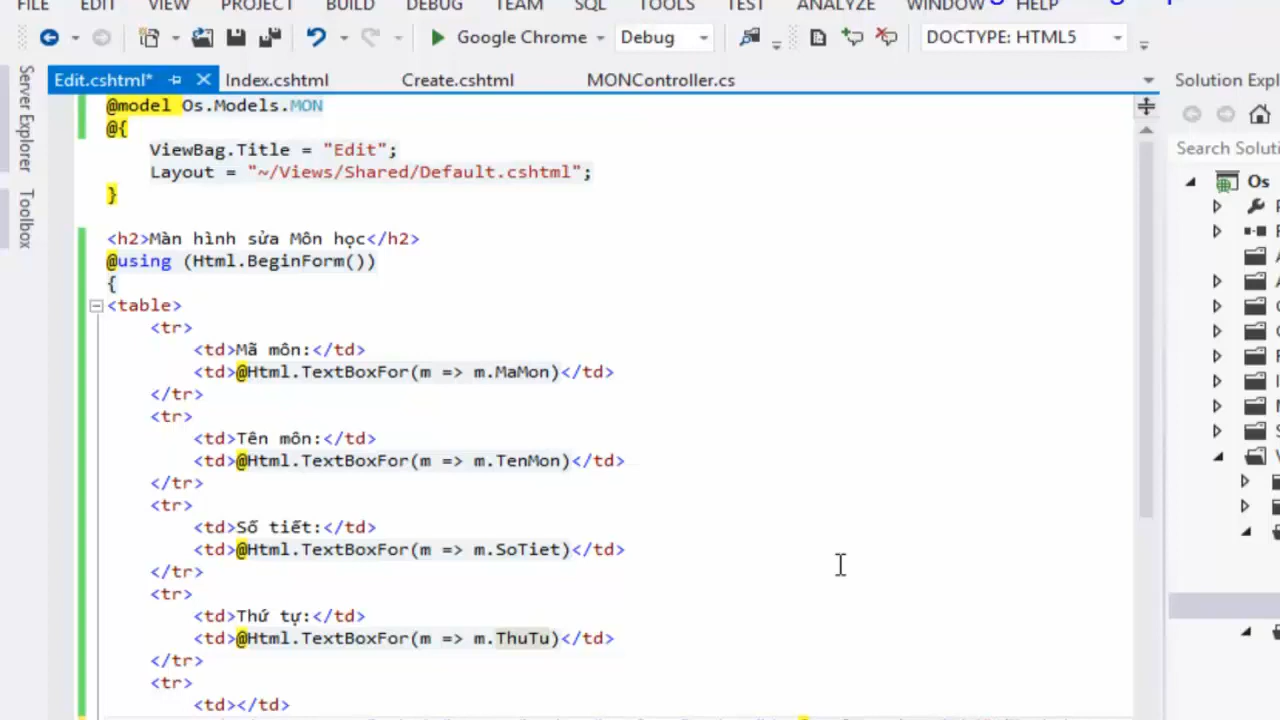 FILE EDIT VIEW PROJECT BUILD DEBUG TEAM SQL TOOLS TEST ANALYZE WINDOW HELP
Google Chrome Debug DOCTYPE: HTML5
Edit.cshtml* Index.cshtml Create.cshtml MONController.cs
Solution Expl
Server Explorer
Toolbox
Search Soluti
Os
@model Os.Models.MON
@{
ViewBag.Title = "Edit";
Layout = "~/Views/Shared/Default.cshtml";
}
<h2>Màn hình sửa Môn học</h2>
@using (Html.BeginForm())
{
<table>
<tr>
<td>Mã môn:</td>
<td>@Html.TextBoxFor(m => m.MaMon)</td>
</tr>
<tr>
<td>Tên môn:</td>
<td>@Html.TextBoxFor(m => m.TenMon)</td>
</tr>
<tr>
<td>Số tiết:</td>
<td>@Html.TextBoxFor(m => m.SoTiet)</td>
</tr>
<tr>
<td>Thứ tự:</td>
<td>@Html.TextBoxFor(m => m.ThuTu)</td>
</tr>
<tr>
<td></td>